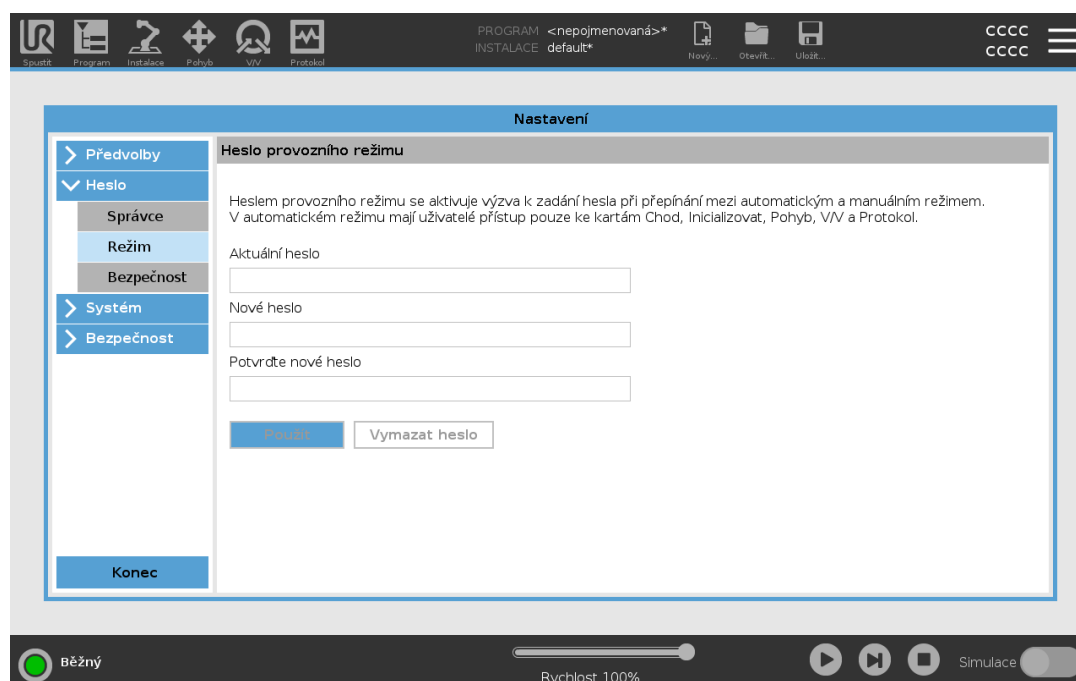 UR
Spustit
Program
Instalace
Pohyb
V/V
Protokol
PROGRAM <nepojmenovaná>*
INSTALACE default*
Nový...
Otevřít...
Uložit...
cccc
cccc
Nastavení
Předvolby
Heslo
Správce
Režim
Bezpečnost
Systém
Bezpečnost
Konec
Heslo provozního režimu
Heslem provozního režimu se aktivuje výzva k zadání hesla při přepínání mezi automatickým a manuálním režimem.
V automatickém režimu mají uživatelé přístup pouze ke kartám Chod, Inicializovat, Pohyb, V/V a Protokol.
Aktuální heslo
Nové heslo
Potvrďte nové heslo
Použít
Vymazat heslo
Běžný
Rychlost 100%
Simulace